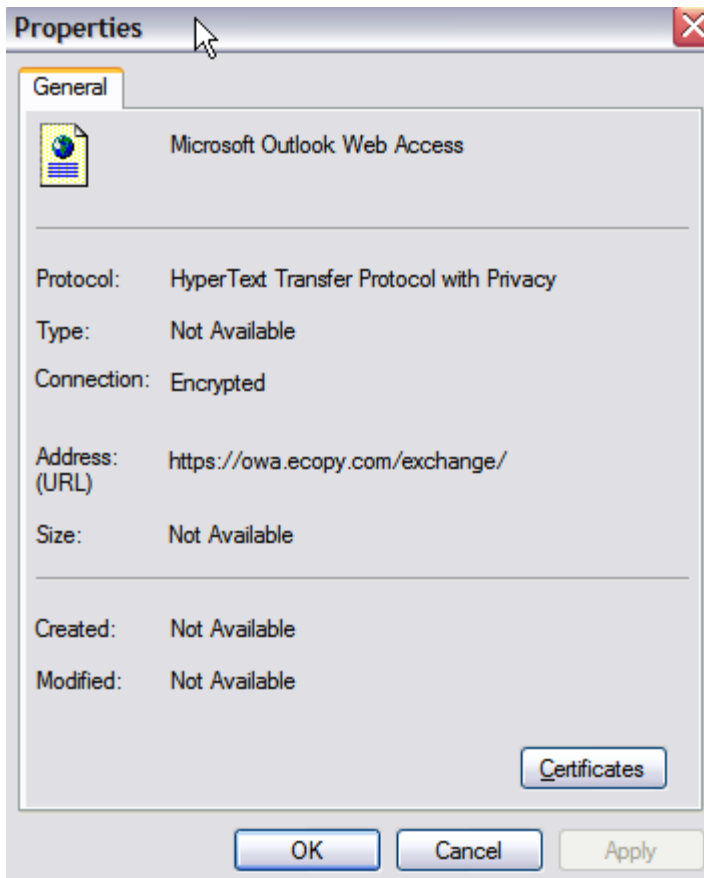 Properties
General
Microsoft Outlook Web Access
Protocol: HyperText Transfer Protocol with Privacy
Type: Not Available
Connection: Encrypted
Address: https://owa.ecopy.com/exchange/
(URL)
Size: Not Available
Created: Not Available
Modified: Not Available
Certificates
OK Cancel Apply